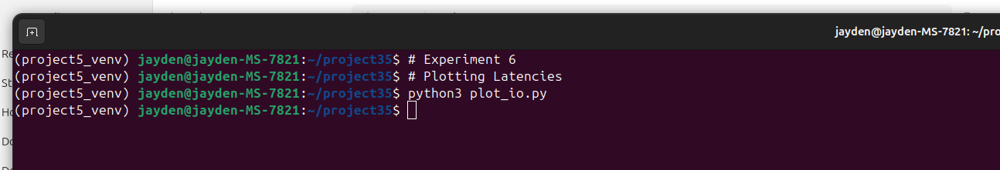 jayden@jayden-MS-7821: ~/pro
(project5_venv) jayden@jayden-MS-7821:~/project35$ # Experiment 6
(project5_venv) jayden@jayden-MS-7821:~/project35$ # Plotting Latencies
(project5_venv) jayden@jayden-MS-7821:~/project35$ python3 plot_io.py
(project5_venv) jayden@jayden-MS-7821:~/project35$